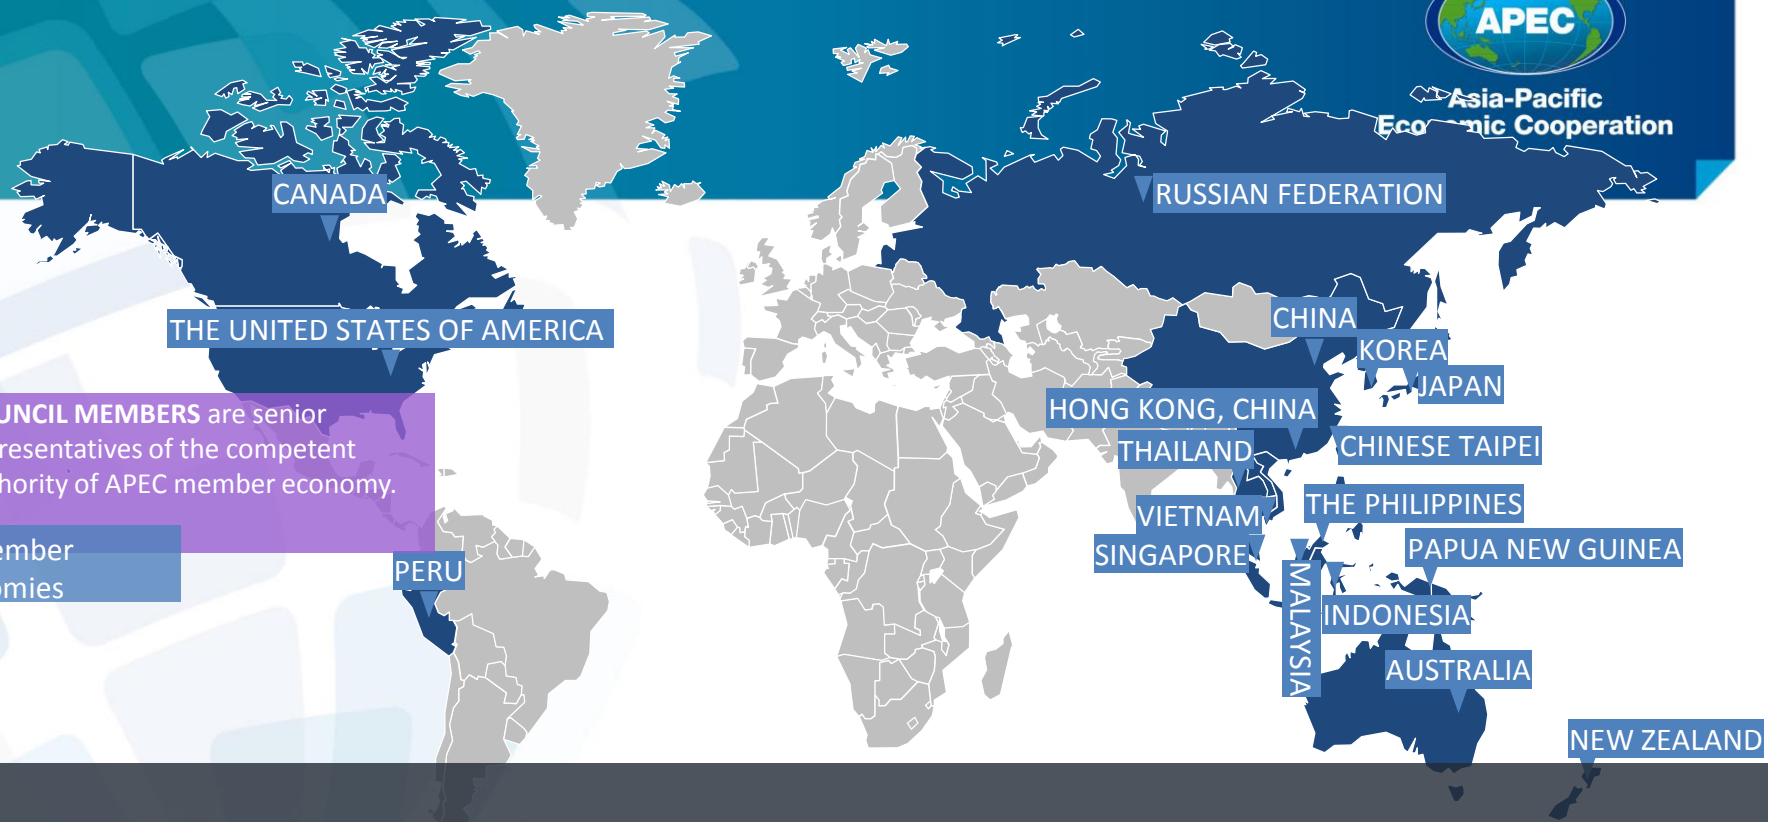 APEC
Asia-Pacific
Economic Cooperation
CANADA
RUSSIAN FEDERATION
THE UNITED STATES OF AMERICA
CHINA
KOREA
JAPAN
HONG KONG, CHINA
THAILAND
CHINESE TAIPEI
UNCIL MEMBERS are senior
resentatives of the competent
hority of APEC member economy.
VIETNAM
THE PHILIPPINES
SINGAPORE
PAPUA NEW GUINEA
ember
omies
PERU
MALAYSIA
INDONESIA
AUSTRALIA
NEW ZEALAND